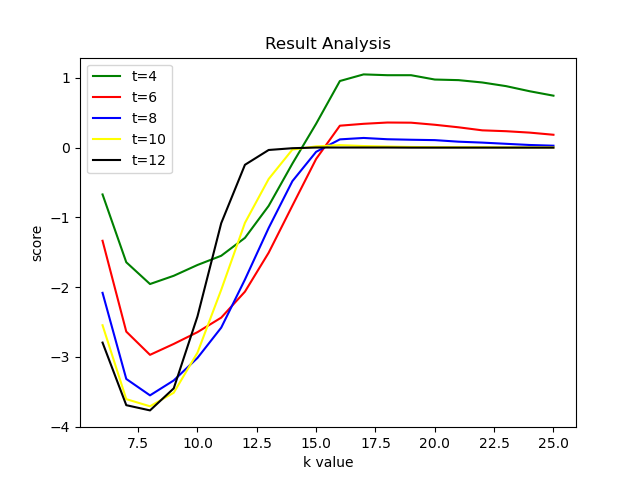 Result Analysis
t=4
t=6
t=8
t=10
t=12
score
1
0
−1
−2
−3
−4
7.5 10.0 12.5 15.0 17.5 20.0 22.5 25.0
k value